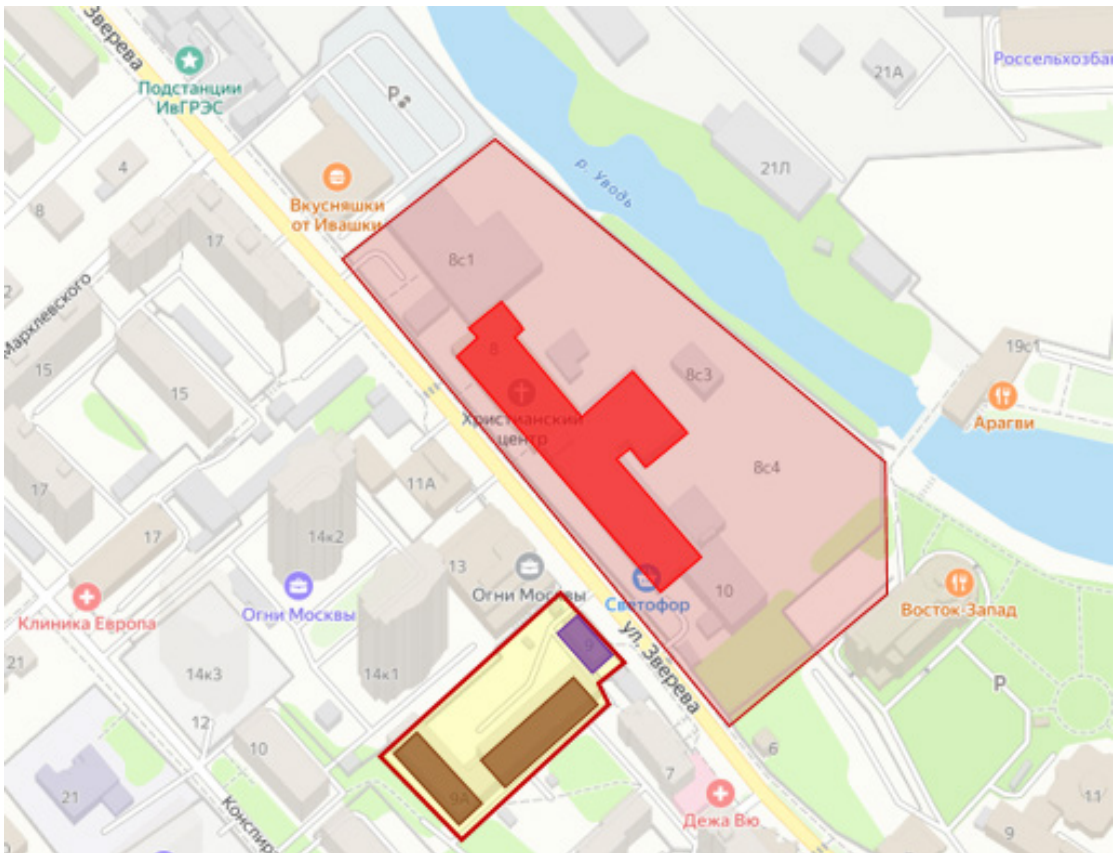 Зверева
Подстанции
ИвГРЭС
Р
Россельхозбан
21А
21Л
4
8
17
Вкусняшки
от Ивашки
р. Уводь
8с1
Мархлевского
2
15
15
8
8с3
19с1
Христианский
центр
Арагви
8с4
11А
17
17
14к2
13
Огни Москвы
Огни Москвы
Светофор
10
Восток-Запад
Клиника Европа
21
14к3
14к1
9
ул. Зверева
Р
12
10
6
7
21
9А
Дежа Вю
11
9
Конспир